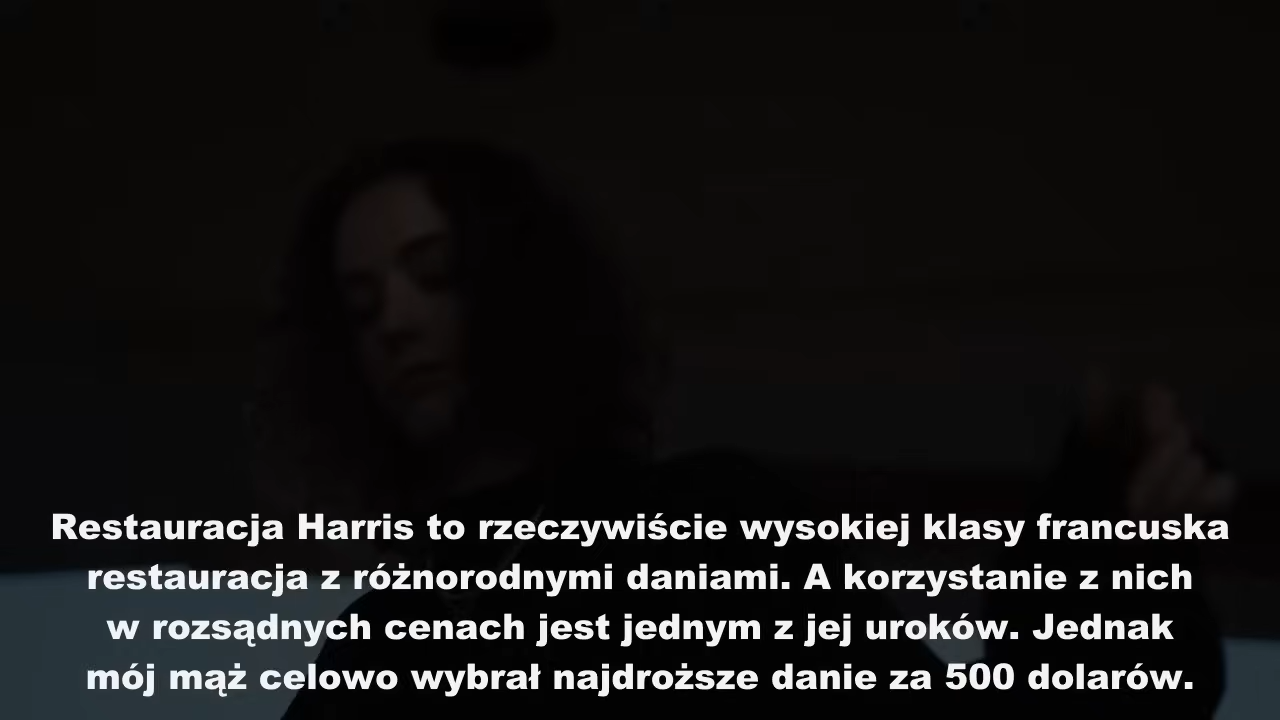 Restauracja Harris to rzeczywiście wysokiej klasy francuska
restauracja z różnorodnymi daniami. A korzystanie z nich
w rozsądnych cenach jest jednym z jej uroków. Jednak
mój mąż celowo wybrał najdroższe danie za 500 dolarów.